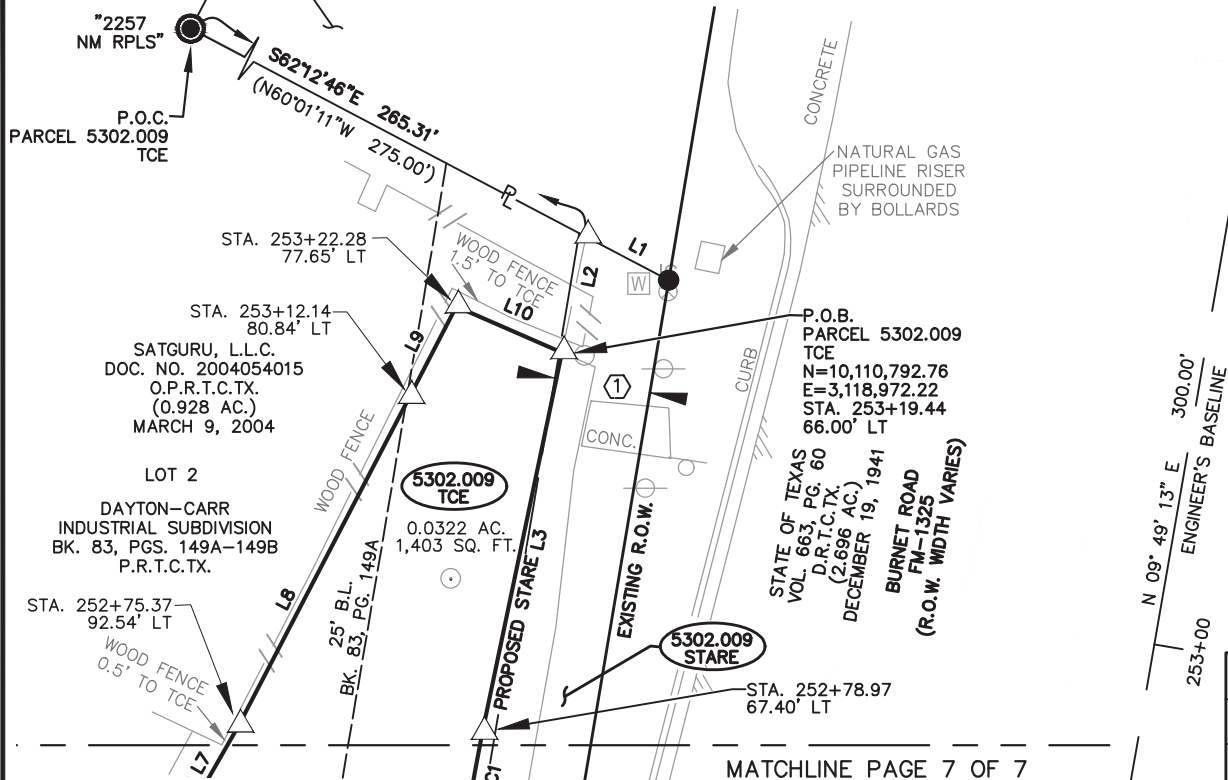 "2257
NM RPLS"
P.O.C.
PARCEL 5302.009
TCE
S62°12'46"E 265.31'
(N60°01'11"W 275.00')
PL
CONCRETE
NATURAL GAS
PIPELINE RISER
SURROUNDED
BY BOLLARDS
STA. 253+22.28
77.65' LT
WOOD FENCE
1.5' TO TCE
L1
L2
L10
W
STA. 253+12.14
80.84' LT
L9
SATGURU, L.L.C.
DOC. NO. 2004054015
O.P.R.T.C.TX.
(0.928 AC.)
MARCH 9, 2004
P.O.B.
PARCEL 5302.009
TCE
N=10,110,792.76
E=3,118,972.22
STA. 253+19.44
66.00' LT
CURB
1
CONC.
WOOD FENCE
LOT 2
DAYTON-CARR
INDUSTRIAL SUBDIVISION
BK. 83, PGS. 149A-149B
P.R.T.C.TX.
5302.009
TCE
0.0322 AC.
1,403 SQ. FT.
PROPOSED STARE L3
EXISTING R.O.W.
STATE OF TEXAS
VOL. 663, PG. 60
D.R.T.C.TX.
(2.696 AC.)
DECEMBER 19, 1941
BURNET ROAD
FM-1325
(R.O.W. WIDTH VARIES)
N 09° 49' 13" E 300.00'
ENGINEER'S BASELINE
253+00
L8
25' B.L.
BK. 83, PG. 149A
STA. 252+75.37
92.54' LT
WOOD FENCE
0.5' TO TCE
5302.009
STARE
STA. 252+78.97
67.40' LT
L7
C1
MATCHLINE PAGE 7 OF 7